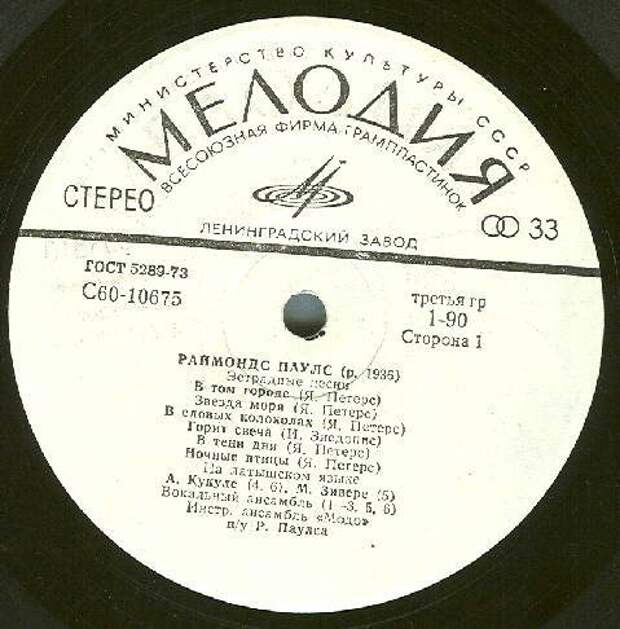 МИНИСТЕРСТВО КУЛЬТУРЫ СССР
МЕЛОДИЯ
ВСЕСОЮЗНАЯ ФИРМА ГРАМПЛАСТИНОК
СТЕРЕО
33
ЛЕНИНГРАДСКИЙ ЗАВОД
ГОСТ 5289-73
С60-10675
третья гр
1-90
Сторона 1
РАЙМОНДС ПАУЛС (р. 1936)
Эстрадные песни
В том городе (Я. Петерс)
Звезда моря (Я. Петерс)
В еловых колоколах (Я. Петерс)
Горит свеча (И. Зиедонис)
В тени дня (Я. Петерс)
Ночные птицы (Я. Петерс)
На латышском языке
А. Кукуле (4, 6), М. Зивере (5)
Вокальный ансамбль (1-3, 5, 6)
Инстр. ансамбль «Модо»
п/у Р. Паулса